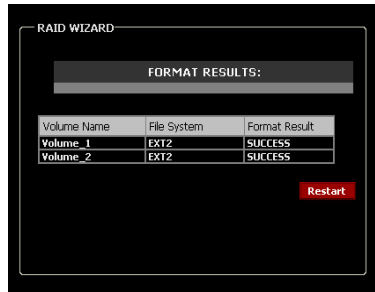 RAID WIZARD
FORMAT RESULTS:
Volume Name File System Format Result
Volume_1 EXT2 SUCCESS
Volume_2 EXT2 SUCCESS
Restart